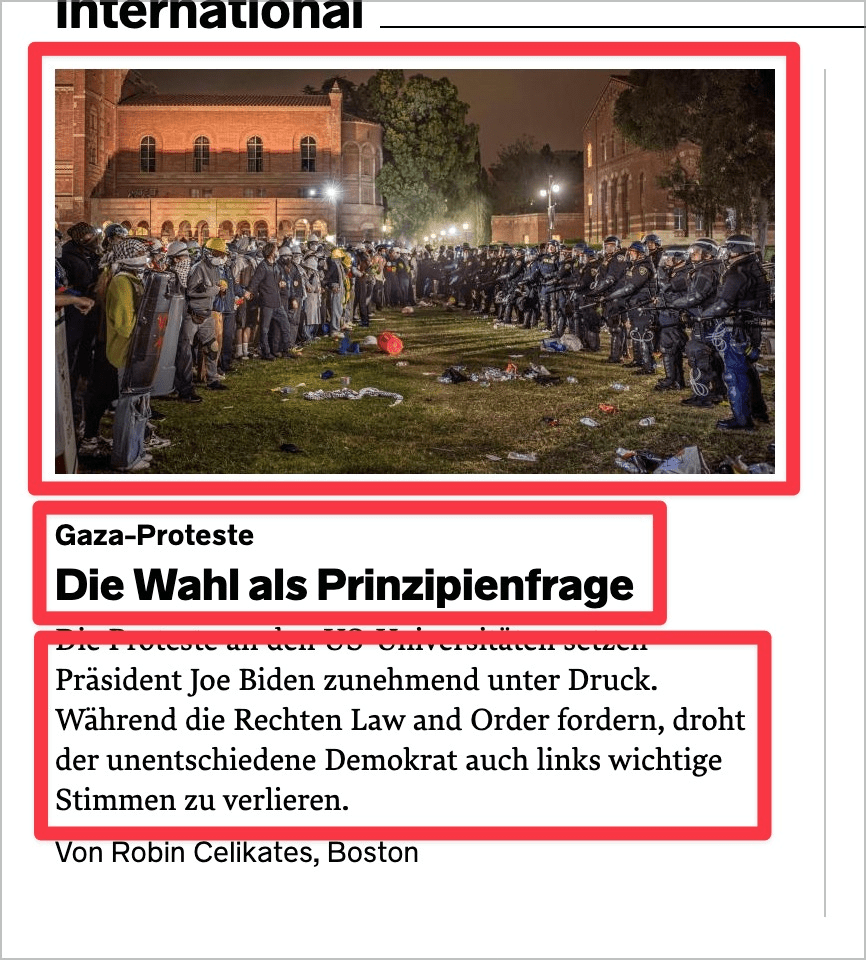 International
Gaza-Proteste
Die Wahl als Prinzipienfrage
Die Proteste an den US-Universitäten setzen
Präsident Joe Biden zunehmend unter Druck.
Während die Rechten Law and Order fordern, droht
der unentschiedene Demokrat auch links wichtige
Stimmen zu verlieren.
Von Robin Celikates, Boston